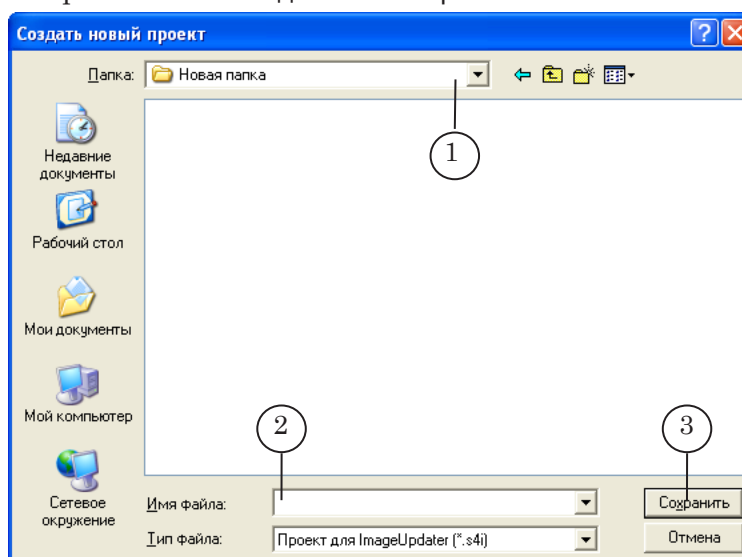 Создать новый проект
Папка: Новая папка
1
Недавние
документы
Рабочий стол
Мои документы
Мой компьютер
2
3
Сетевое
окружение
Имя файла:
Сохранить
Тип файла: Проект для ImageUpdater (*.s4i)
Отмена